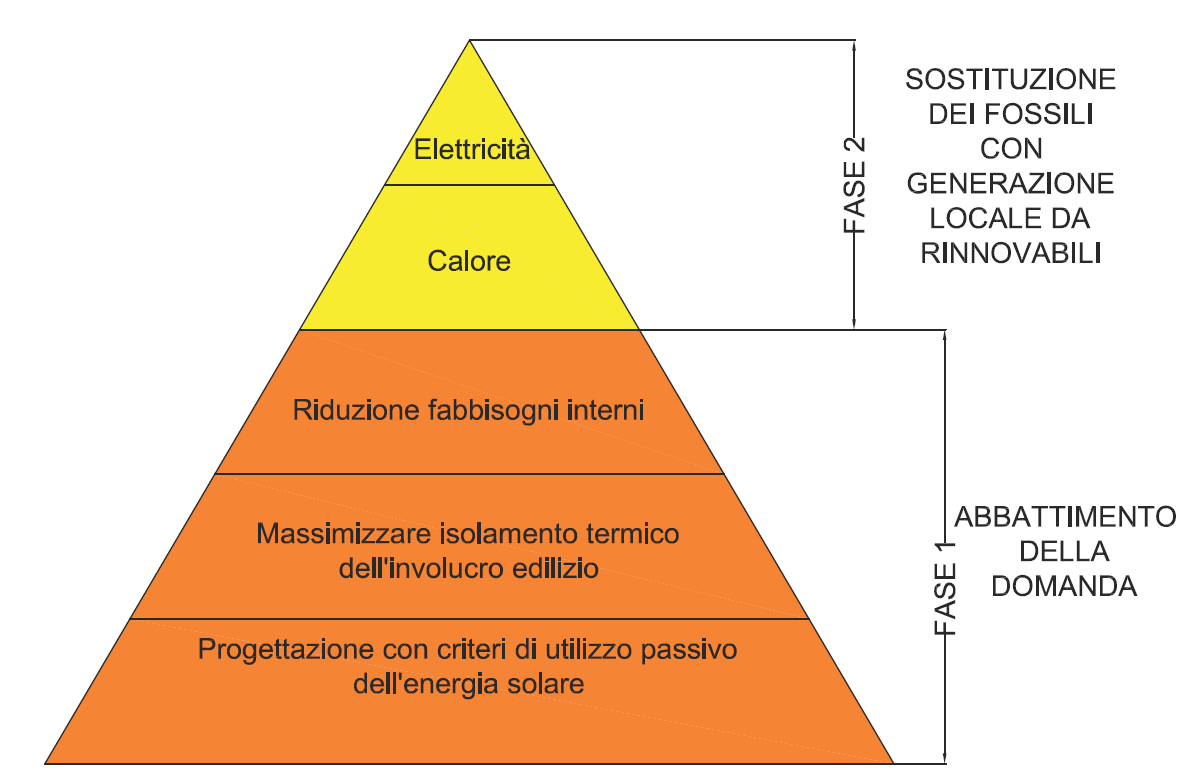 Elettricità
Calore
Riduzione fabbisogni interni
Massimizzare isolamento termico
dell'involucro edilizio
Progettazione con criteri di utilizzo passivo
dell'energia solare
FASE 2
SOSTITUZIONE
DEI FOSSILI
CON
GENERAZIONE
LOCALE DA
RINNOVABILI
FASE 1
ABBATTIMENTO
DELLA
DOMANDA